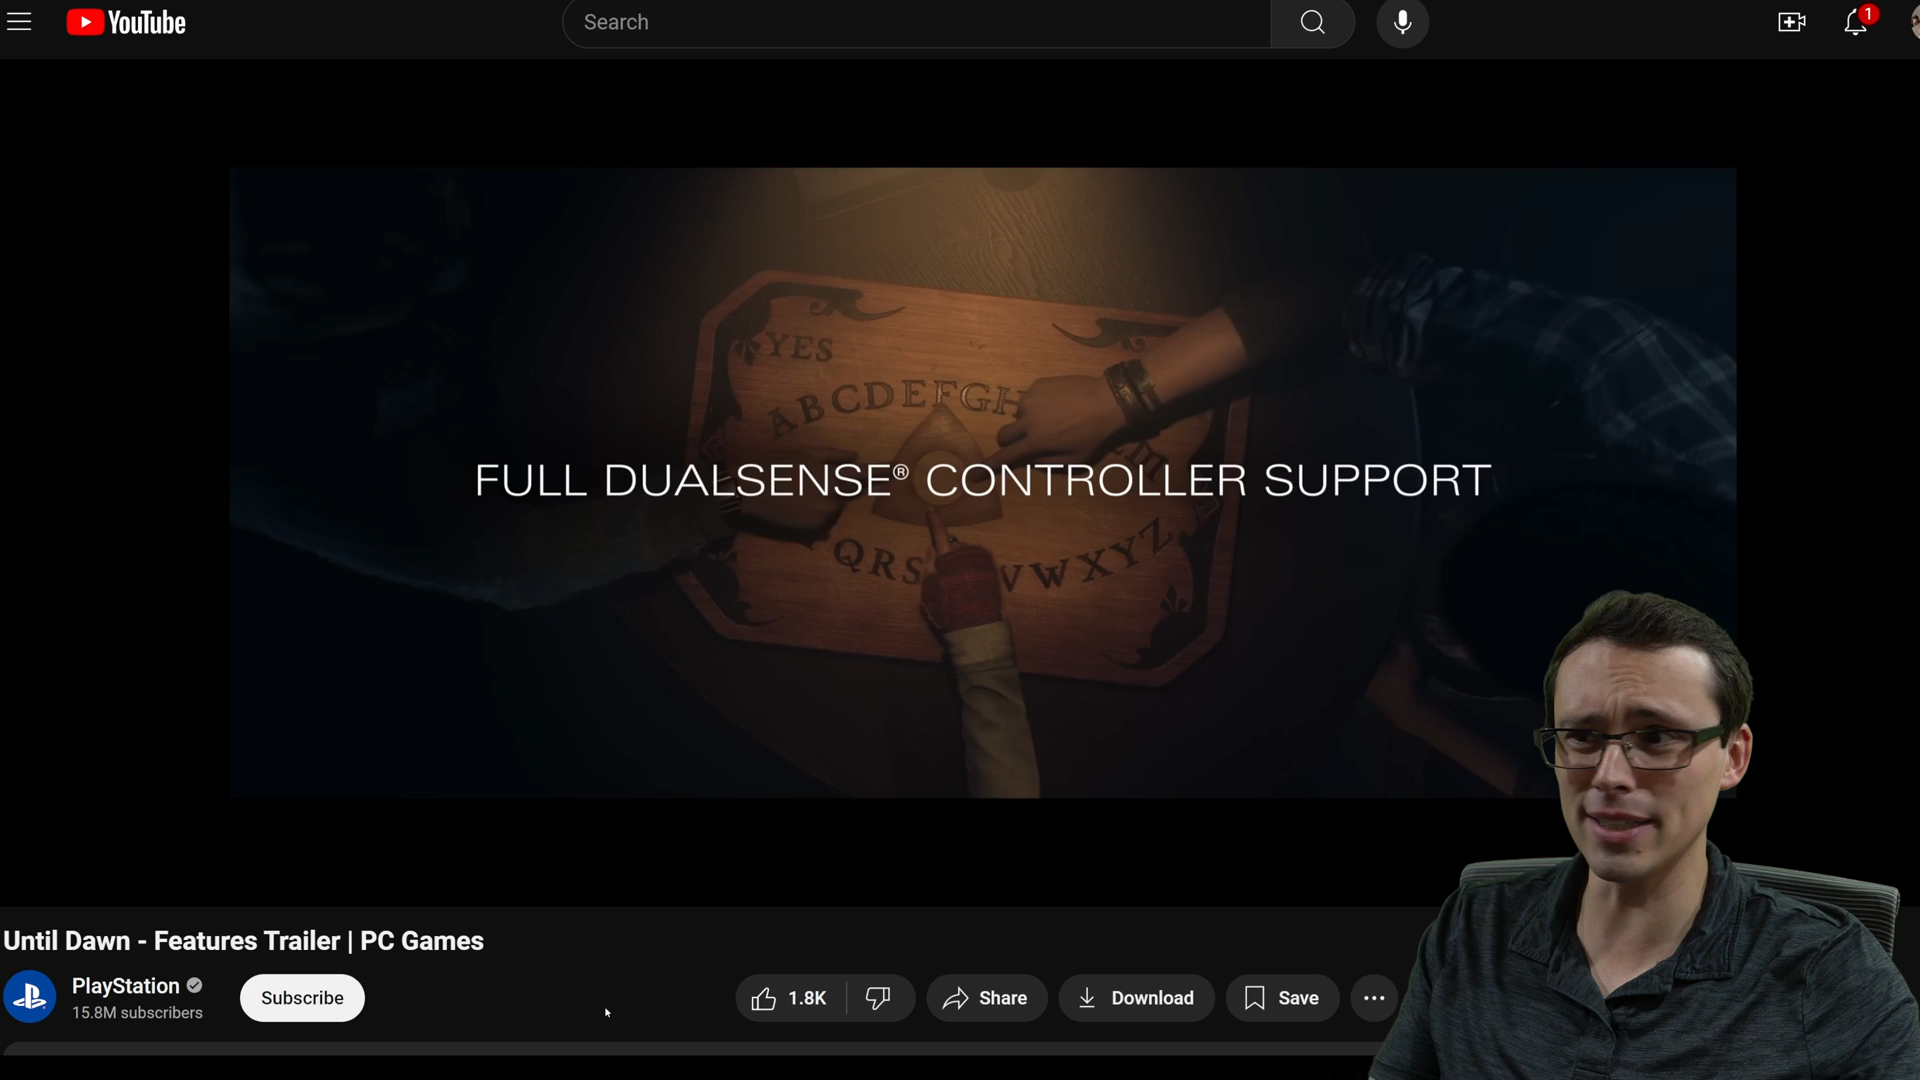 YouTube
Search
1
YES
ABCDEFGH
FULL DUALSENSE® CONTROLLER SUPPORT
QRS
VWXYZ
Until Dawn - Features Trailer | PC Games
PlayStation
15.8M subscribers
Subscribe
1.8K
Share
Download
Save